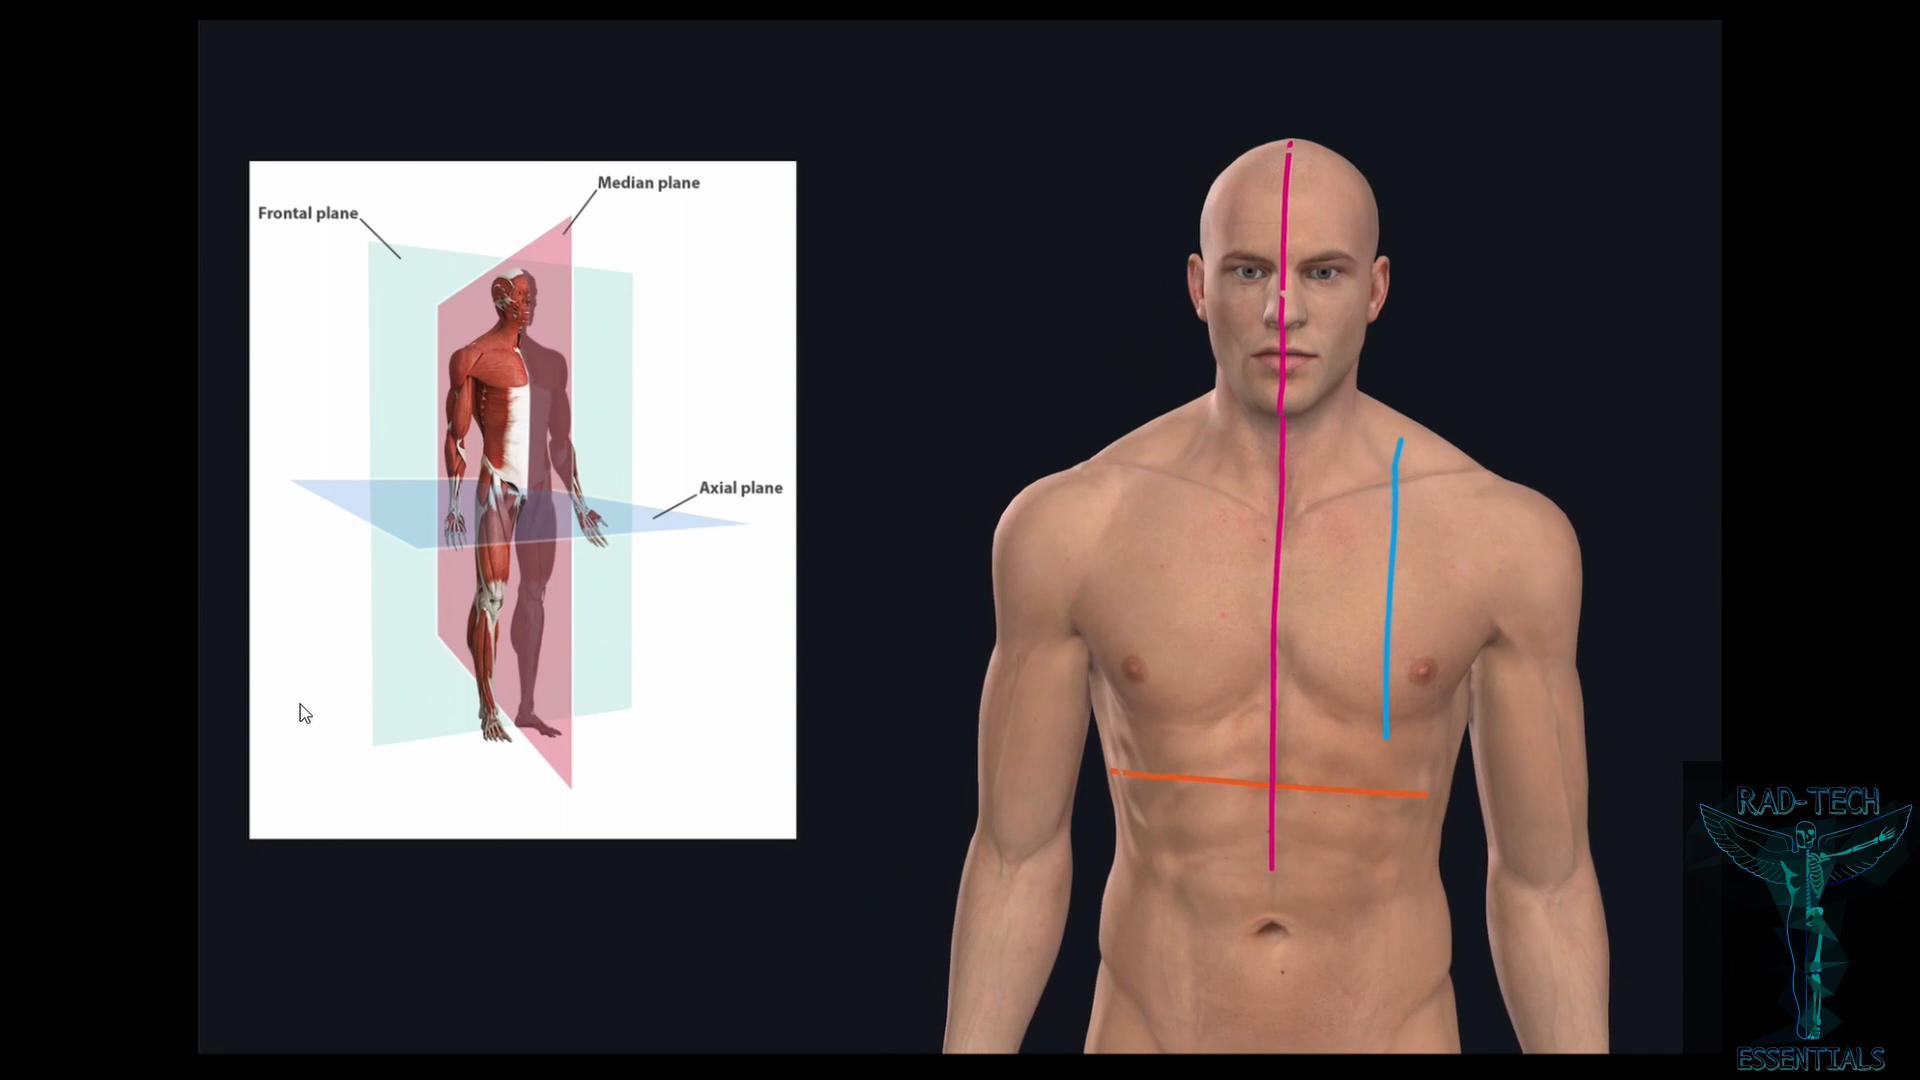 Median plane
Frontal plane
Axial plane
RAD-TECH
ESSENTIALS